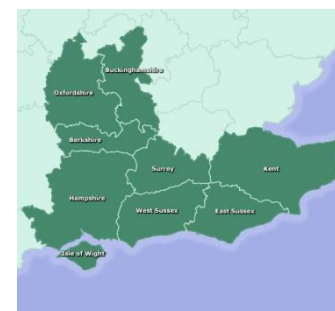 Buckinghamshire
Oxfordshire
Berkshire
Surrey
Kent
Hampshire
West Sussex
East Sussex
Isle of Wight